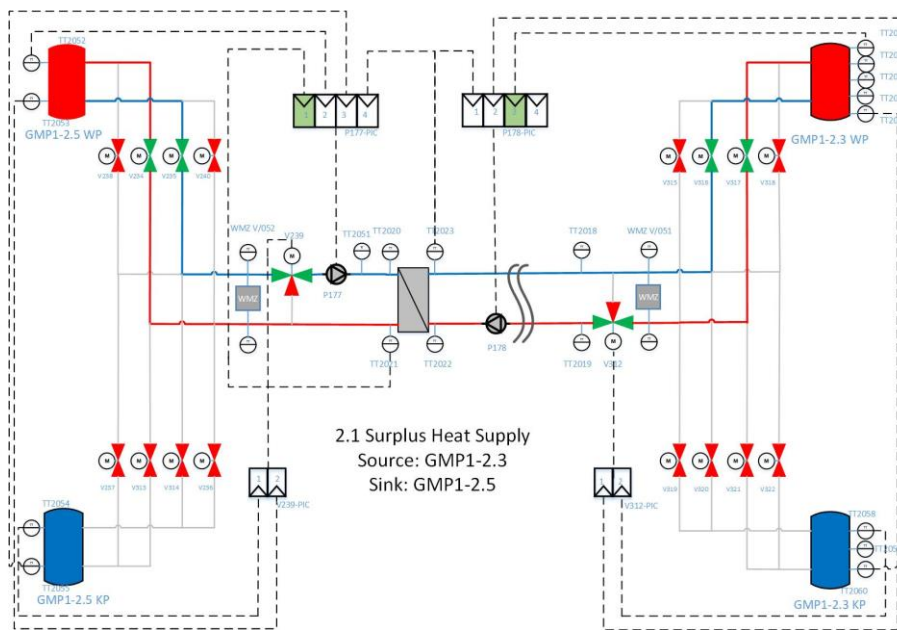 TT2052
TT2053
GMP1-2.5 WP
M
M
M
M
V238
V234
V235
V240
1
2
3
4
P177-PIC
1
2
3
4
P178-PIC
GMP1-2.3 WP
M
M
M
M
V315
V316
V317
V318
WMZ V/052
V239
TT2051
TT2020
TT2023
TT2018
WMZ V/051
M
WMZ
P177
WMZ
TT2021
TT2022
P178
TT2019
M
V312
2.1 Surplus Heat Supply
Source: GMP1-2.3
Sink: GMP1-2.5
M
M
M
M
V237
V313
V314
V236
1
2
V239-PIC
1
2
V312-PIC
M
M
M
M
V319
V320
V321
V322
TT2054
TT2055
GMP1-2.5 KP
TT2058
TT2060
GMP1-2.3 KP